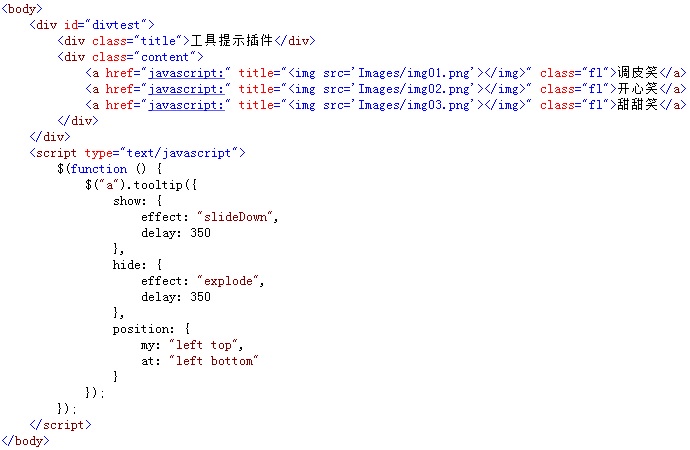 <body>
    <div id="divtest">
        <div class="title">工具提示插件</div>
        <div class="content">
            <a href="javascript:" title="<img src='Images/img01.png'></img>" class="fl">调皮笑</a>
            <a href="javascript:" title="<img src='Images/img02.png'></img>" class="fl">开心笑</a>
            <a href="javascript:" title="<img src='Images/img03.png'></img>" class="fl">甜甜笑</a>
        </div>
    </div>
    <script type="text/javascript">
        $(function () {
            $("a").tooltip({
                show: {
                    effect: "slideDown",
                    delay: 350
                },
                hide: {
                    effect: "explode",
                    delay: 350
                },
                position: {
                    my: "left top",
                    at: "left bottom"
                }
            });
        });
    </script>
</body>